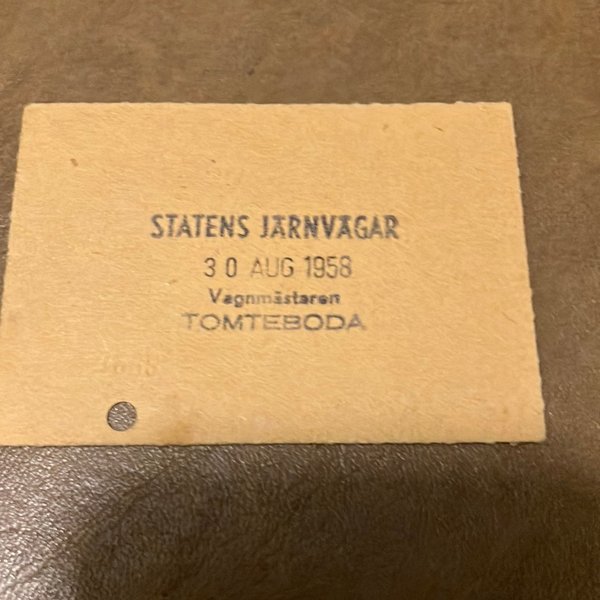 STATENS JÄRNVÄGAR
30 AUG 1958
Vagnmästaren
TOMTEBODA